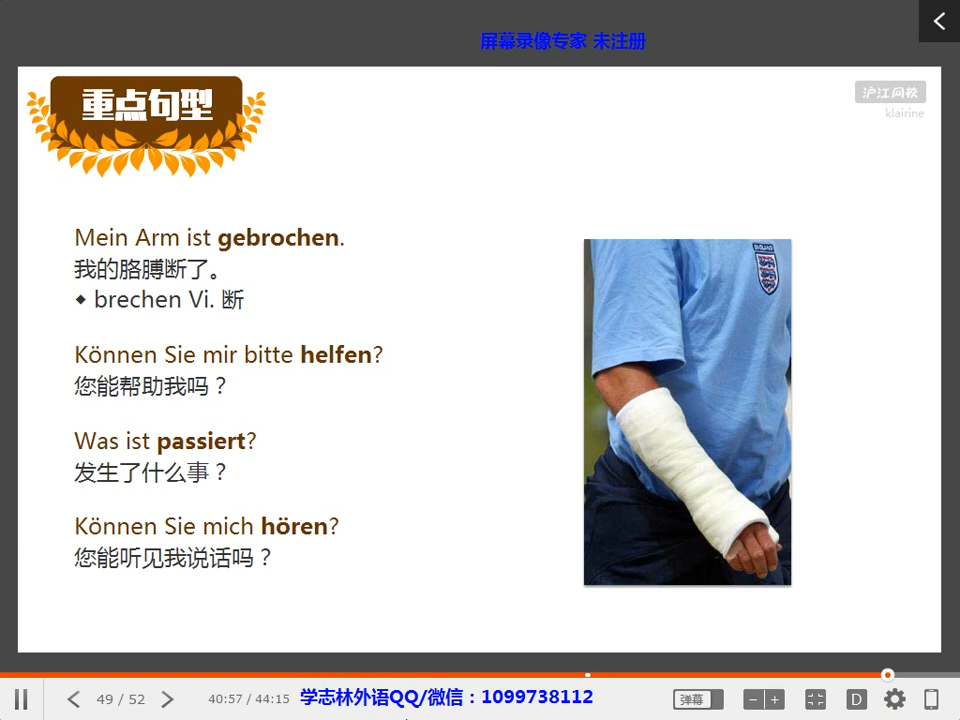 屏幕录像专家 未注册
重点句型
沪江网校
klairine
Mein Arm ist gebrochen.
我的胳膊断了。
◆ brechen Vi. 断
Können Sie mir bitte helfen?
您能帮助我吗？
Was ist passiert?
发生了什么事？
Können Sie mich hören?
您能听见我说话吗？
ENGLAND
49 / 52
40:57 / 44:15
学志林外语QQ/微信：1099738112
弹幕
D